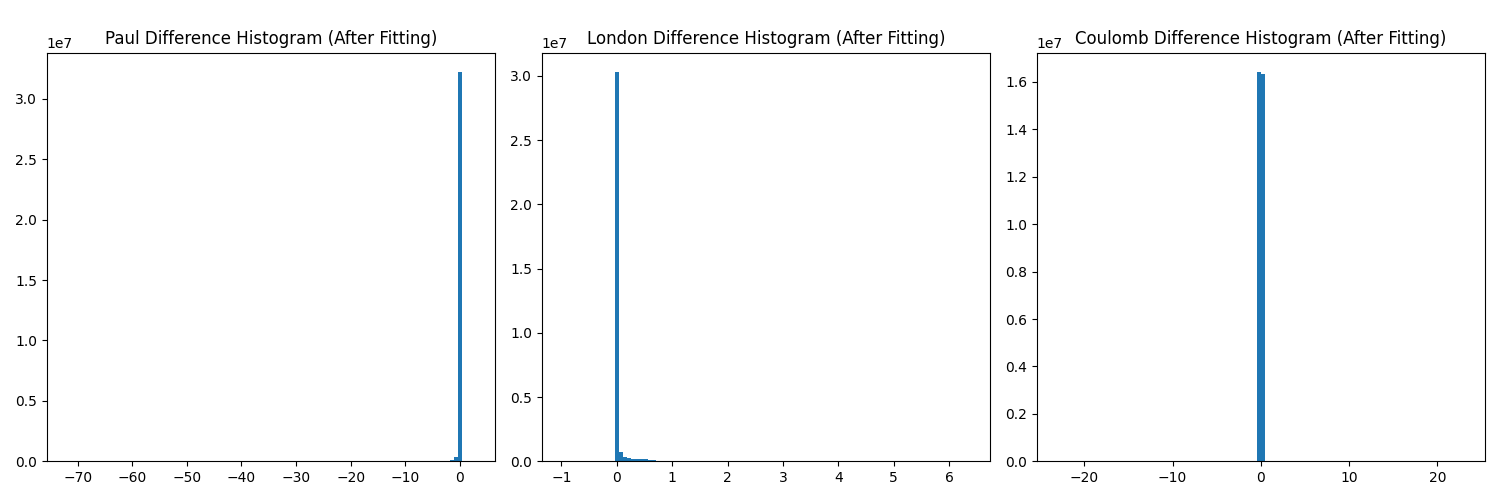 Paul Difference Histogram (After Fitting)
1e7
3.0
2.5
2.0
1.5
1.0
0.5
0.0
−70 −60 −50 −40 −30 −20 −10 0
London Difference Histogram (After Fitting)
1e7
3.0
2.5
2.0
1.5
1.0
0.5
0.0
−1 0 1 2 3 4 5 6
Coulomb Difference Histogram (After Fitting)
1e7
1.6
1.4
1.2
1.0
0.8
0.6
0.4
0.2
0.0
−20 −10 0 10 20